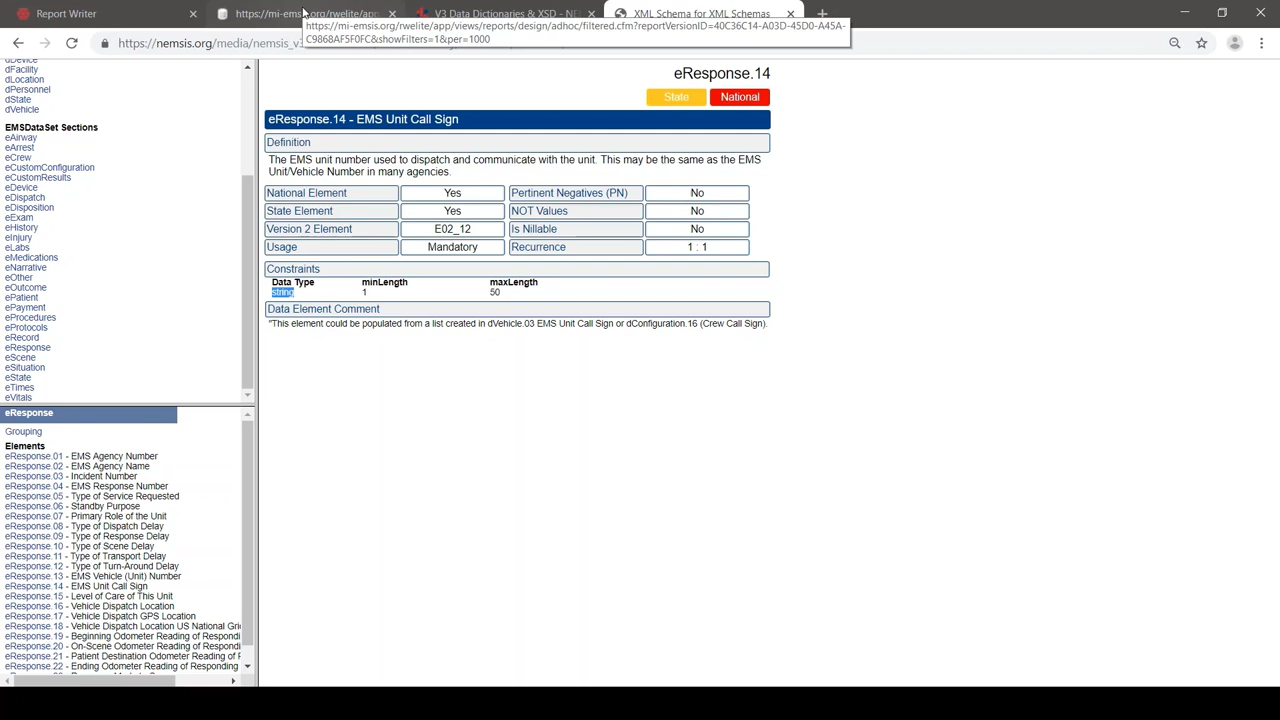 Report Writer
https://mi-emsis.org/rwelite/app
V3 Data Dictionaries & XSD - NE
XML Schema for XML Schemas
https://mi-emsis.org/rwelite/app/views/reports/design/adhoc/filtered.cfm?reportVersionID=40C36C14-A03D-45D0-A45A-
C9868AF5F0FC&showFilters=1&per=1000
https://nemsis.org/media/nemsis_v
dDevice
dFacility
dLocation
dPersonnel
dState
dVehicle
EMSDataSet Sections
eAirway
eArrest
eCrew
eCustomConfiguration
eCustomResults
eDevice
eDispatch
eDisposition
eExam
eHistory
eInjury
eLabs
eMedications
eNarrative
eOther
eOutcome
ePatient
ePayment
eProcedures
eProtocols
eRecord
eResponse
eScene
eSituation
eState
eTimes
eVitals
eResponse
Grouping
Elements
eResponse.01 - EMS Agency Number
eResponse.02 - EMS Agency Name
eResponse.03 - Incident Number
eResponse.04 - EMS Response Number
eResponse.05 - Type of Service Requested
eResponse.06 - Standby Purpose
eResponse.07 - Primary Role of the Unit
eResponse.08 - Type of Dispatch Delay
eResponse.09 - Type of Response Delay
eResponse.10 - Type of Scene Delay
eResponse.11 - Type of Transport Delay
eResponse.12 - Type of Turn-Around Delay
eResponse.13 - EMS Vehicle (Unit) Number
eResponse.14 - EMS Unit Call Sign
eResponse.15 - Level of Care of This Unit
eResponse.16 - Vehicle Dispatch Location
eResponse.17 - Vehicle Dispatch GPS Location
eResponse.18 - Vehicle Dispatch Location US National Gri
eResponse.19 - Beginning Odometer Reading of Respondi
eResponse.20 - On-Scene Odometer Reading of Respondi
eResponse.21 - Patient Destination Odometer Reading of
eResponse.22 - Ending Odometer Reading of Responding
eResponse.14
State National
eResponse.14 - EMS Unit Call Sign
Definition
The EMS unit number used to dispatch and communicate with the unit. This may be the same as the EMS
Unit/Vehicle Number in many agencies.
National Element Yes Pertinent Negatives (PN) No
State Element Yes NOT Values No
Version 2 Element E02_12 Is Nillable No
Usage Mandatory Recurrence 1 : 1
Constraints
Data Type minLength maxLength
string 1 50
Data Element Comment
"This element could be populated from a list created in dVehicle.03 EMS Unit Call Sign or dConfiguration.16 (Crew Call Sign).